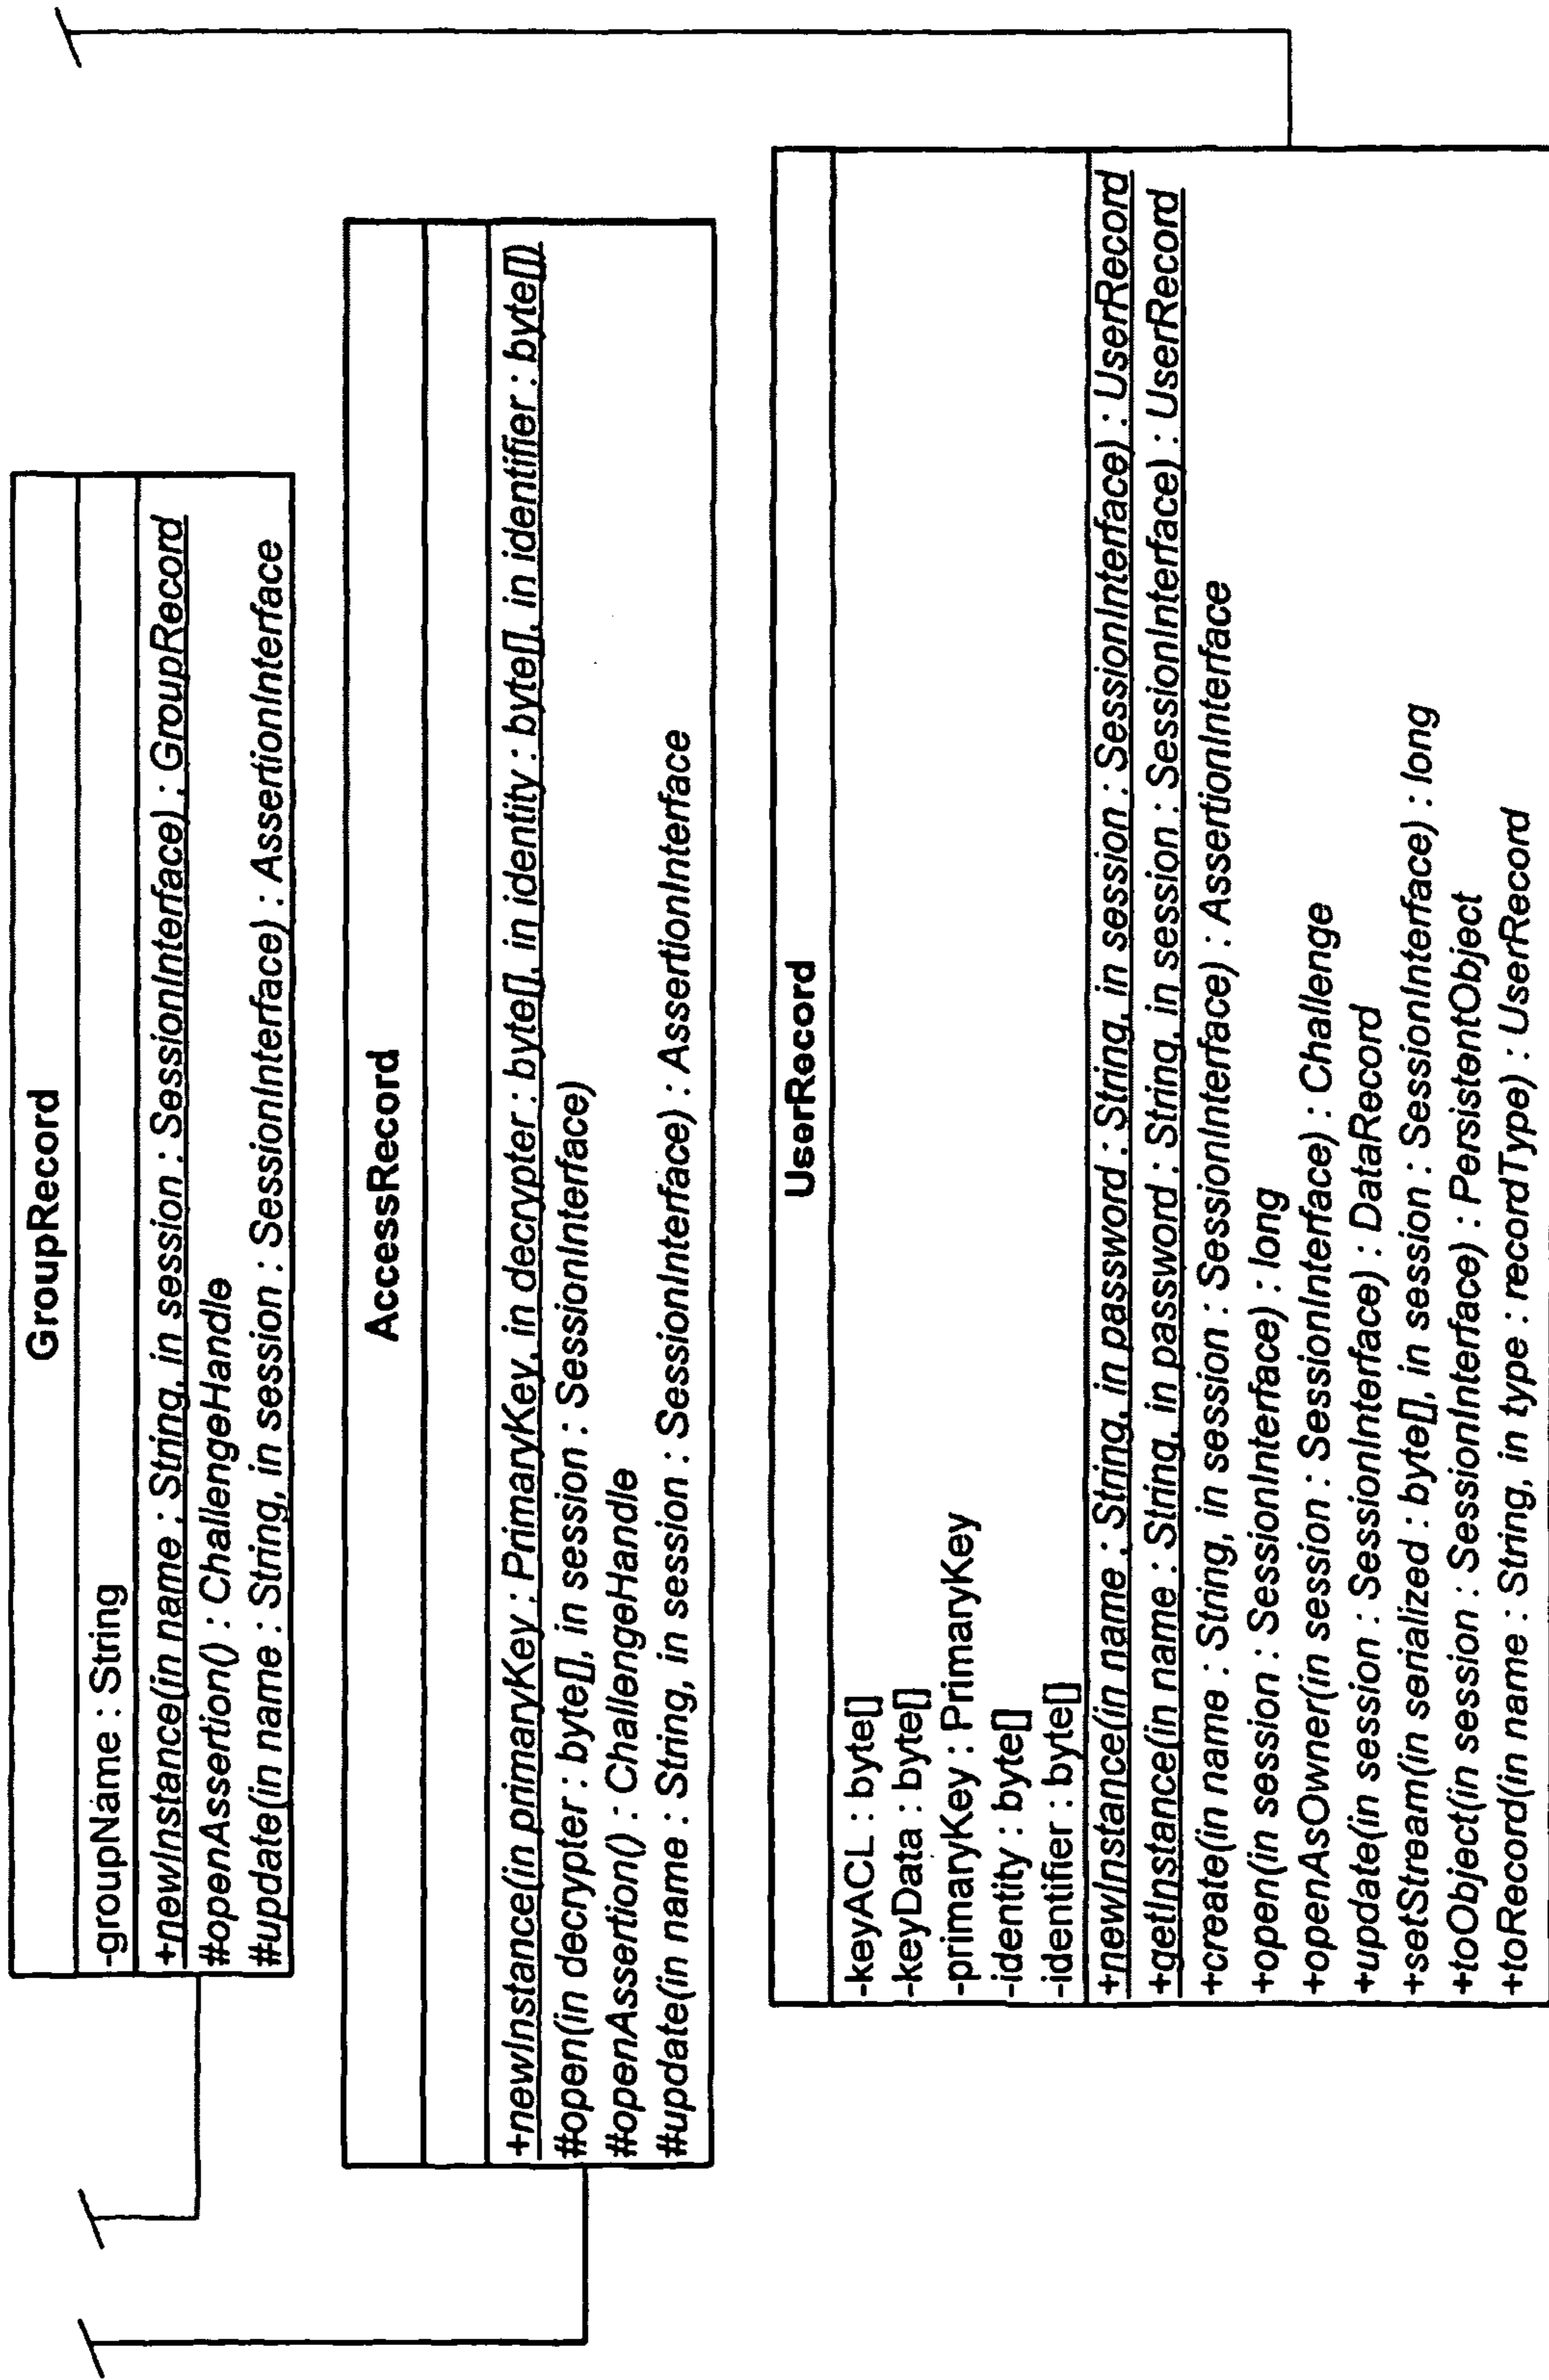 GroupRecord
-groupName : String
+newInstance(in name : String, in session : SessionInterface) : GroupRecord
#openAssertion() : ChallengeHandle
#update(in name : String, in session : SessionInterface) : AssertionInterface
AccessRecord
+newInstance(in primaryKey : PrimaryKey, in decrypter : byte[], in identity : byte[], in identifier : byte[])
#open(in decrypter : byte[], in session : SessionInterface)
#openAssertion() : ChallengeHandle
#update(in name : String, in session : SessionInterface) : AssertionInterface
UserRecord
-keyACL : byte[]
-keyData : byte[]
-primaryKey : PrimaryKey
-identity : byte[]
-identifier : byte[]
+newInstance(in name : String, in password : String, in session : SessionInterface) : UserRecord
+getInstance(in name : String, in password : String, in session : SessionInterface) : UserRecord
+create(in name : String, in session : SessionInterface) : AssertionInterface
+open(in session : SessionInterface) : long
+openAsOwner(in session : SessionInterface) : Challenge
+update(in session : SessionInterface) : DataRecord
+setStream(in serialized : byte[], in session : SessionInterface) : long
+toObject(in session : SessionInterface) : PersistentObject
+toRecord(in name : String, in type : recordType) : UserRecord